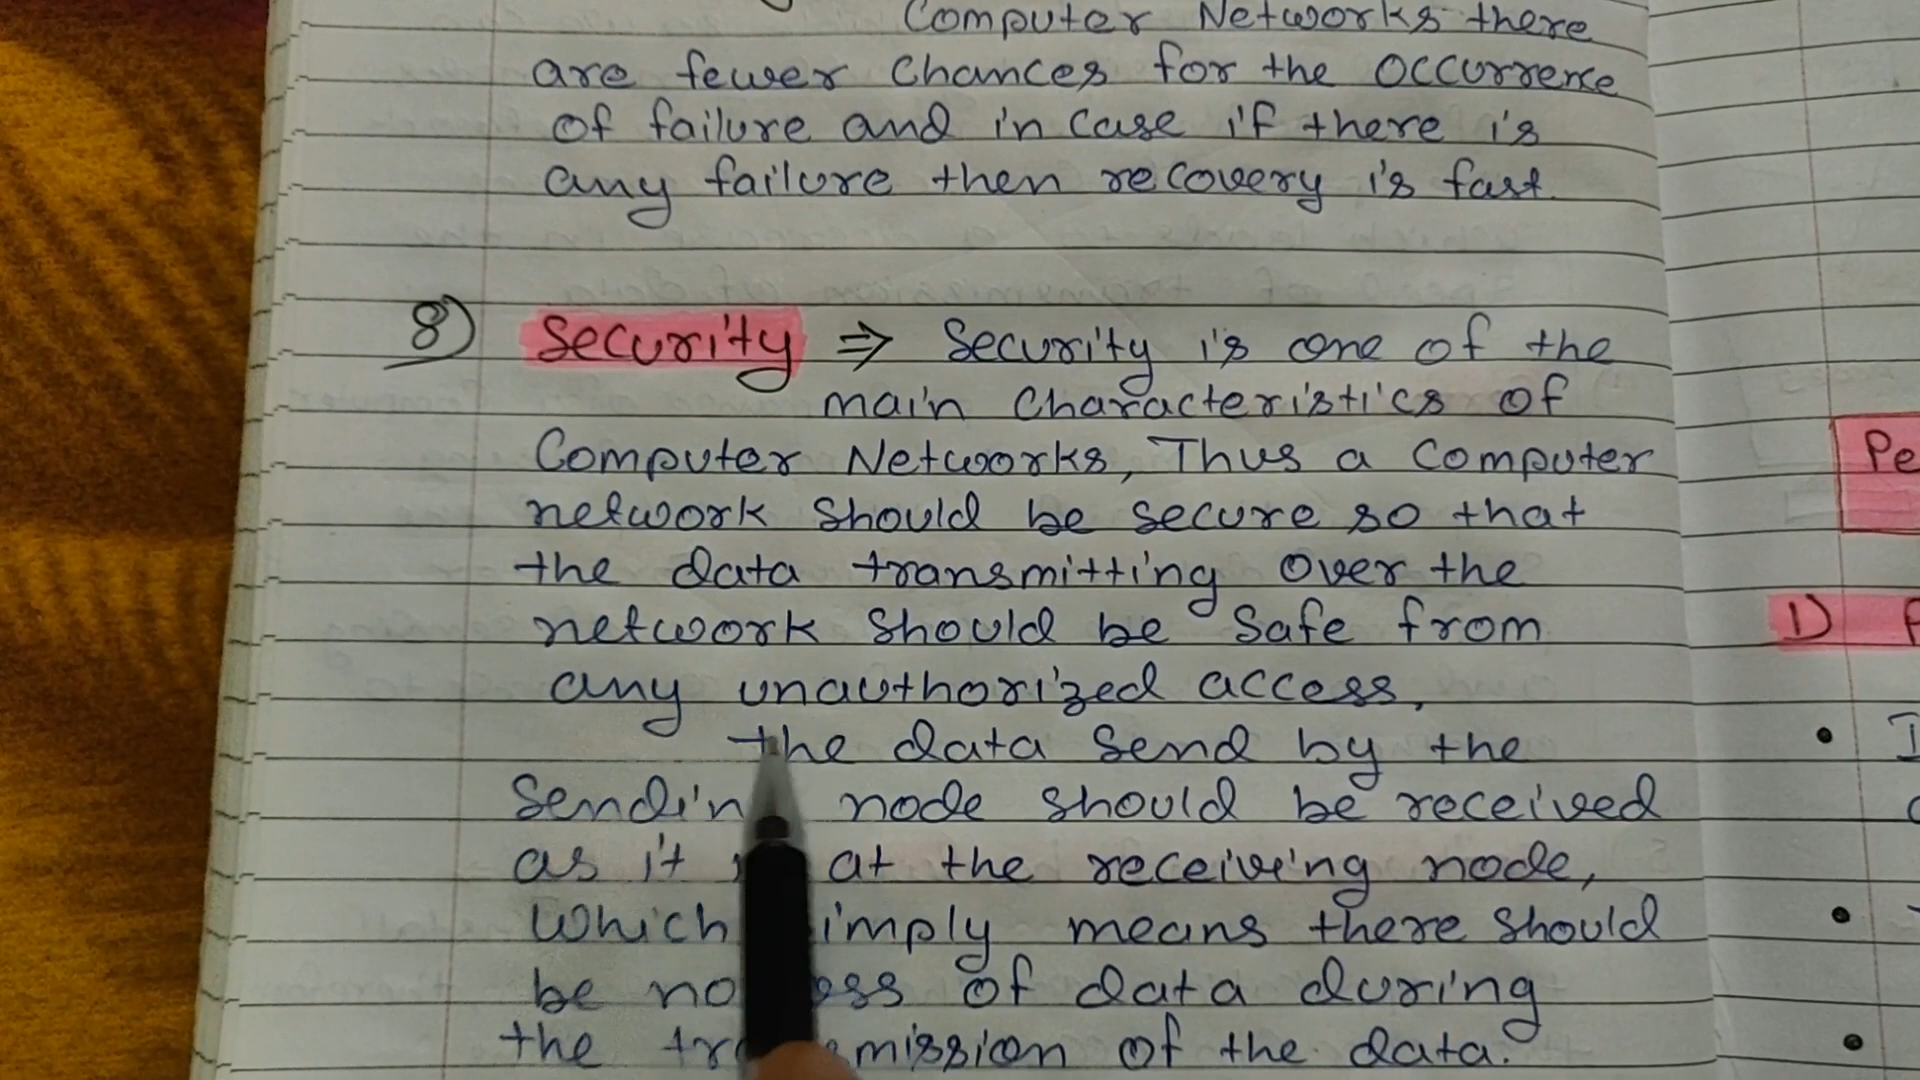 Computer Networks there
are fewer chances for the occurrence
of failure and in case if there is
any failure then recovery is fast.
8) Security ⇒ Security is one of the
main characteristics of
Computer Networks, Thus a computer
network should be secure so that
the data transmitting over the
network should be safe from
any unauthorized access.
the data send by the
node should be received
as it at the receiving node,
which means there should
be no of data during
the of the data.
Pe
1)